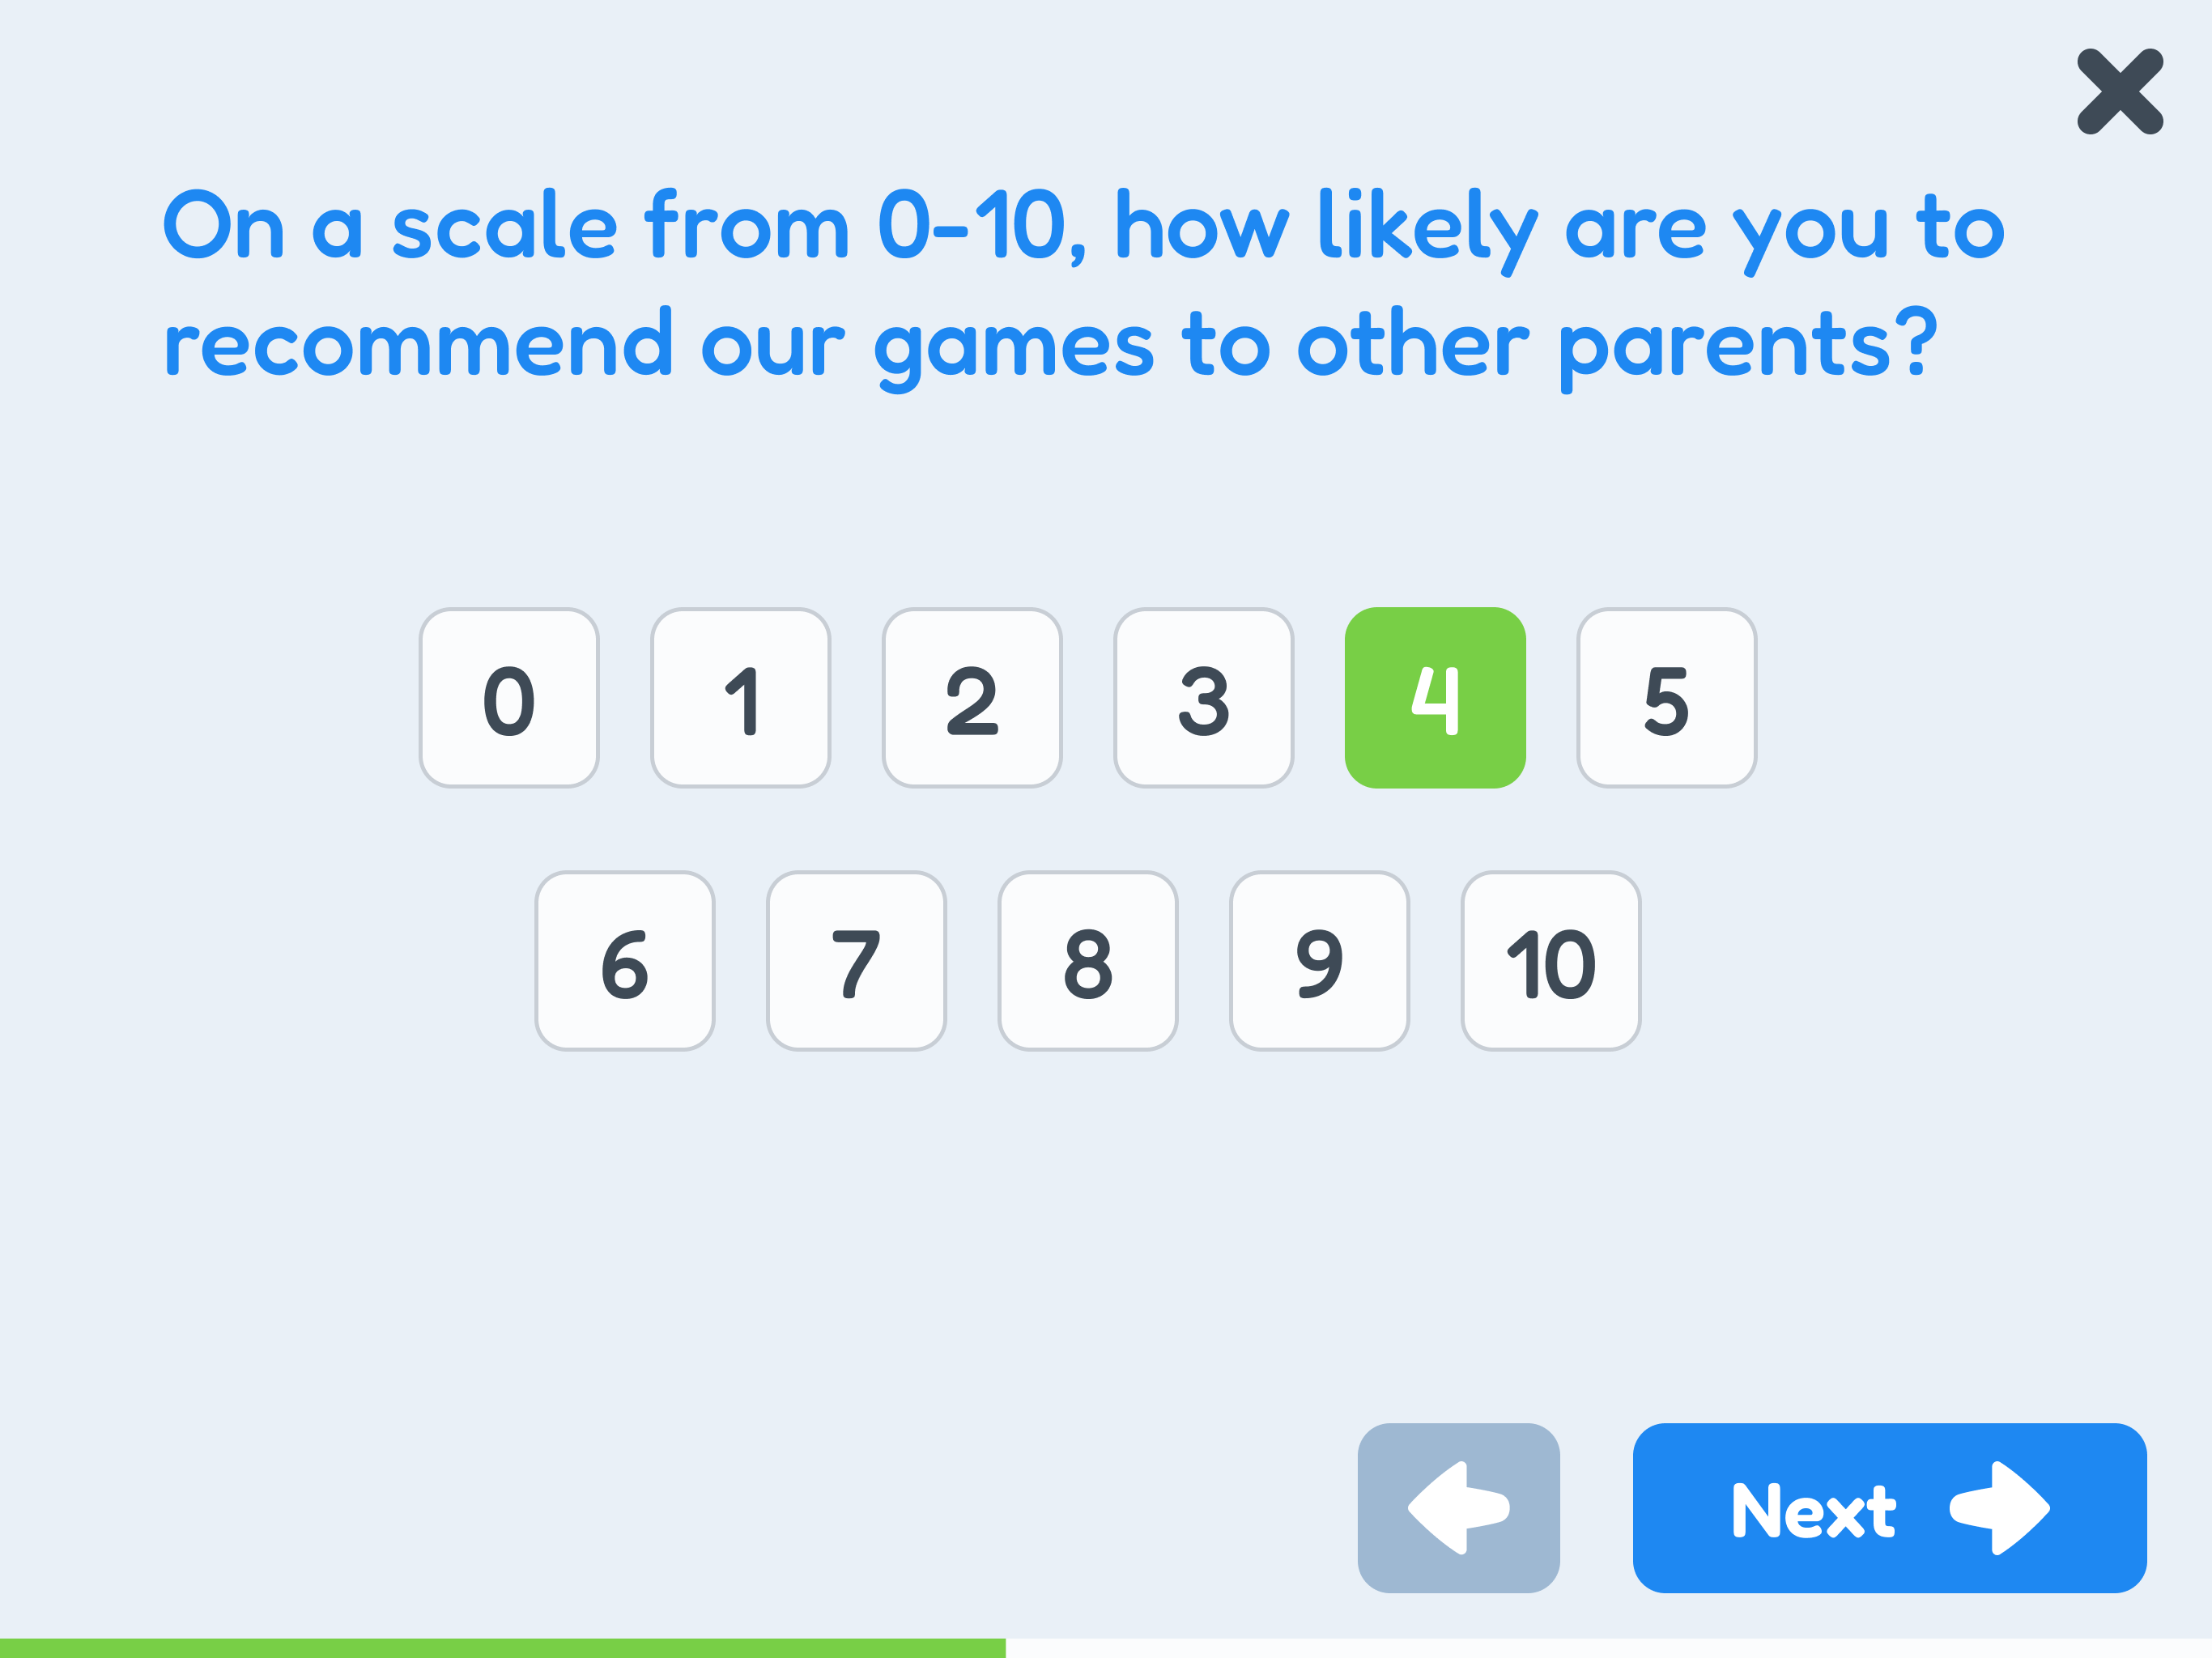 On a scale from 0-10, how likely are you to
recommend our games to other parents?
0 1 2 3 4 5
6 7 8 9 10
Next